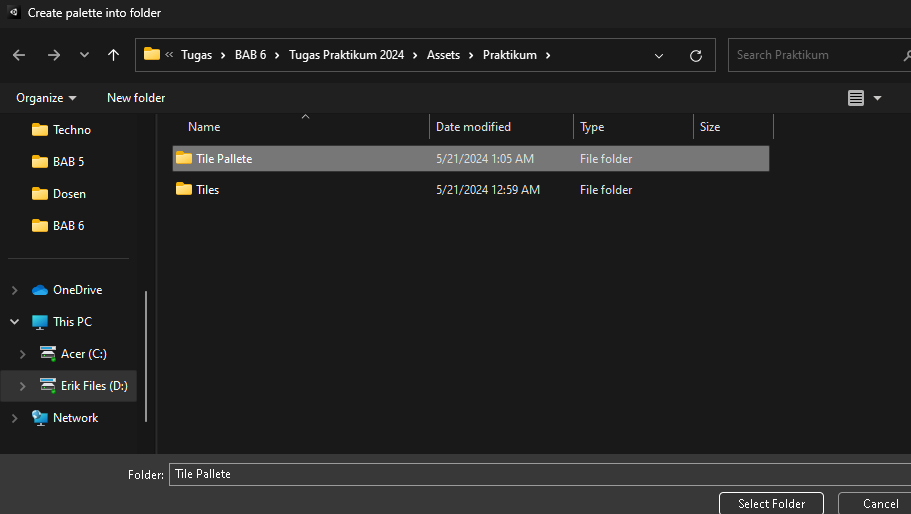 Create palette into folder
« Tugas > BAB 6 > Tugas Praktikum 2024 > Assets > Praktikum >
Search Praktikum
Organize
New folder
Name
Date modified
Type
Size
Techno
BAB 5
Dosen
BAB 6
OneDrive
This PC
Acer (C:)
Erik Files (D:)
Network
Tile Pallete 5/21/2024 1:05 AM File folder
Tiles 5/21/2024 12:59 AM File folder
Folder: Tile Pallete
Select Folder
Cancel